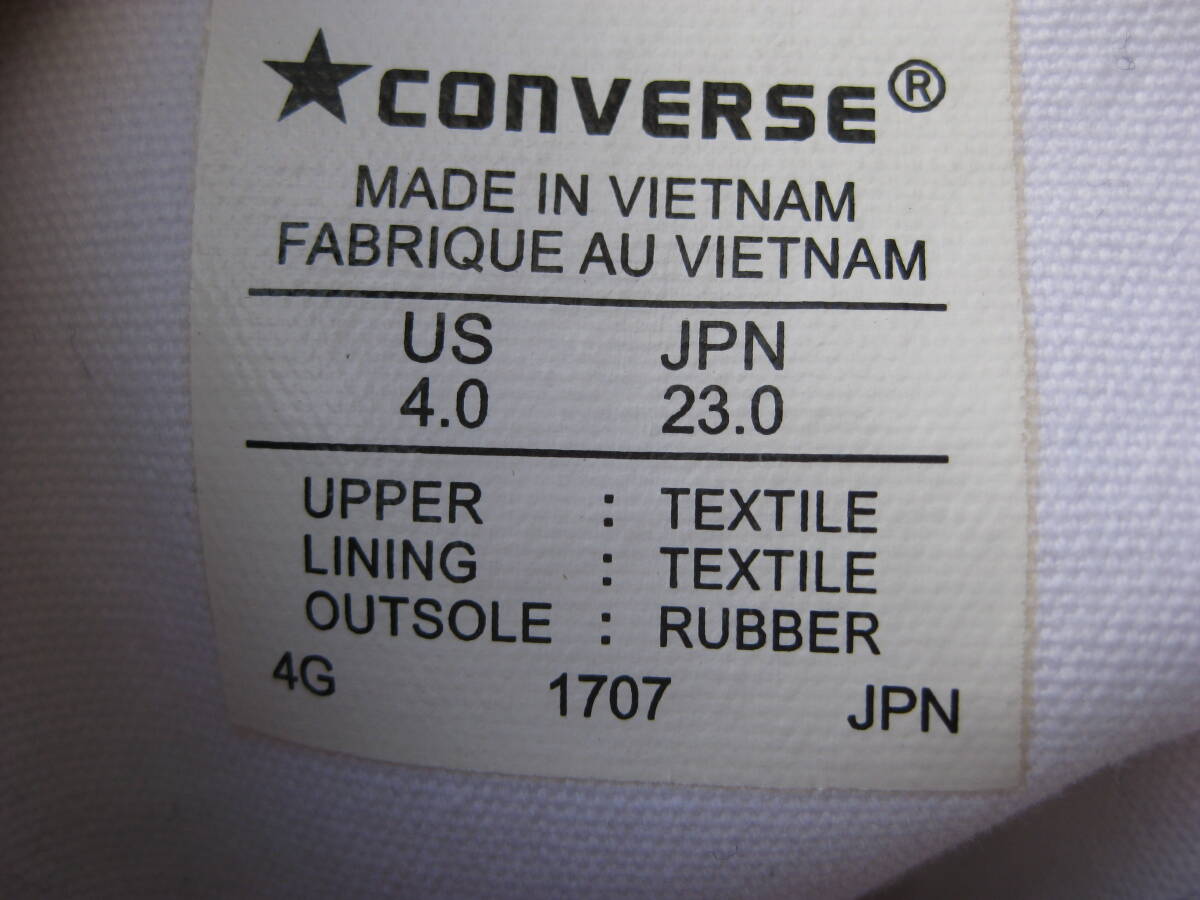 ★CONVERSE®
MADE IN VIETNAM
FABRIQUE AU VIETNAM
US JPN
4.0 23.0
UPPER : TEXTILE
LINING : TEXTILE
OUTSOLE : RUBBER
4G 1707 JPN